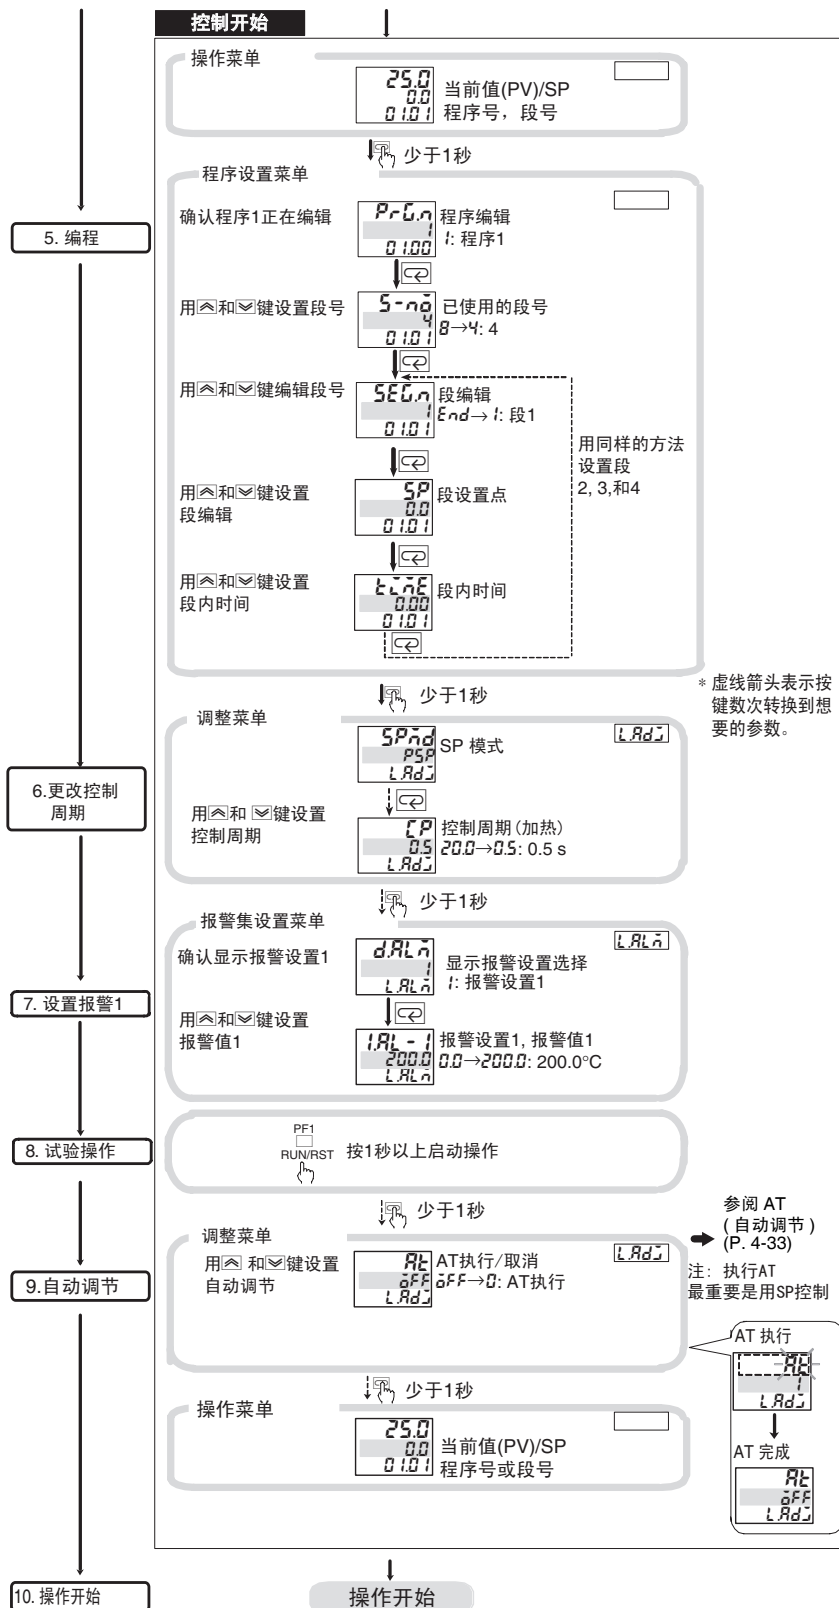 控制开始
操作菜单
25.0
0.0
01.01
当前值(PV)/SP
程序号，段号
少于1秒
程序设置菜单
5. 编程
确认程序1正在编辑
PrG.n
1
01.00
程序编辑
1: 程序1
用和键设置段号
S-no
4
01.01
已使用的段号
8→4: 4
用和键编辑段号
SEG.n
1
01.01
段编辑
End→1: 段1
用同样的方法
设置段
2, 3,和4
用和键设置
段编辑
SP
0.0
01.01
段设置点
用和键设置
段内时间
timE
0.00
01.01
段内时间
少于1秒
* 虚线箭头表示按
键数次转换到想
要的参数。
调整菜单
L.AdJ
SPmd
PSP
L.AdJ
SP 模式
6.更改控制
周期
用和键设置
控制周期
CP
0.5
L.AdJ
控制周期(加热)
20.0→0.5: 0.5 s
少于1秒
报警集设置菜单
L.ALm
确认显示报警设置1
d.ALm
1
L.ALm
显示报警设置选择
1: 报警设置1
7. 设置报警1
用和键设置
报警值1
1.AL-1
200.0
L.ALm
报警设置1, 报警值1
0.0→200.0: 200.0°C
8. 试验操作
PF1
RUN/RST
按1秒以上启动操作
少于1秒
调整菜单
L.AdJ
参阅 AT
(自动调节)
(P. 4-33)
9.自动调节
用和键设置
自动调节
At
oFF
L.AdJ
AT执行/取消
oFF→0: AT执行
注: 执行AT
最重要是用SP控制
AT 执行
At
1
L.AdJ
AT 完成
At
oFF
L.AdJ
少于1秒
操作菜单
25.0
0.0
01.01
当前值(PV)/SP
程序号或段号
10. 操作开始
操作开始